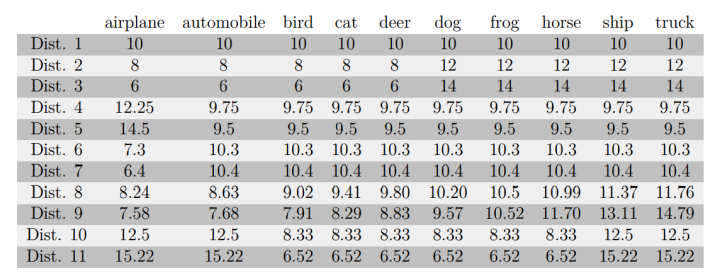 airplane automobile bird cat deer dog frog horse ship truck
Dist. 1 10 10 10 10 10 10 10 10 10 10
Dist. 2 8 8 8 8 8 12 12 12 12 12
Dist. 3 6 6 6 6 6 14 14 14 14 14
Dist. 4 12.25 9.75 9.75 9.75 9.75 9.75 9.75 9.75 9.75 9.75
Dist. 5 14.5 9.5 9.5 9.5 9.5 9.5 9.5 9.5 9.5 9.5
Dist. 6 7.3 10.3 10.3 10.3 10.3 10.3 10.3 10.3 10.3 10.3
Dist. 7 6.4 10.4 10.4 10.4 10.4 10.4 10.4 10.4 10.4 10.4
Dist. 8 8.24 8.63 9.02 9.41 9.80 10.20 10.5 10.99 11.37 11.76
Dist. 9 7.58 7.68 7.91 8.29 8.83 9.57 10.52 11.70 13.11 14.79
Dist. 10 12.5 12.5 8.33 8.33 8.33 8.33 8.33 8.33 12.5 12.5
Dist. 11 15.22 15.22 6.52 6.52 6.52 6.52 6.52 6.52 15.22 15.22